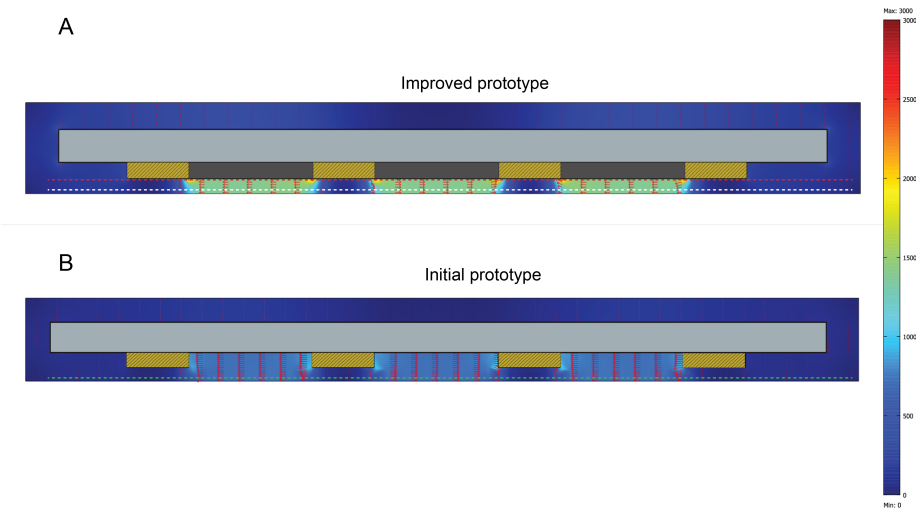 A
Improved prototype
B
Initial prototype
Max: 3000
3000
2500
2000
1500
1000
500
0
Min: 0